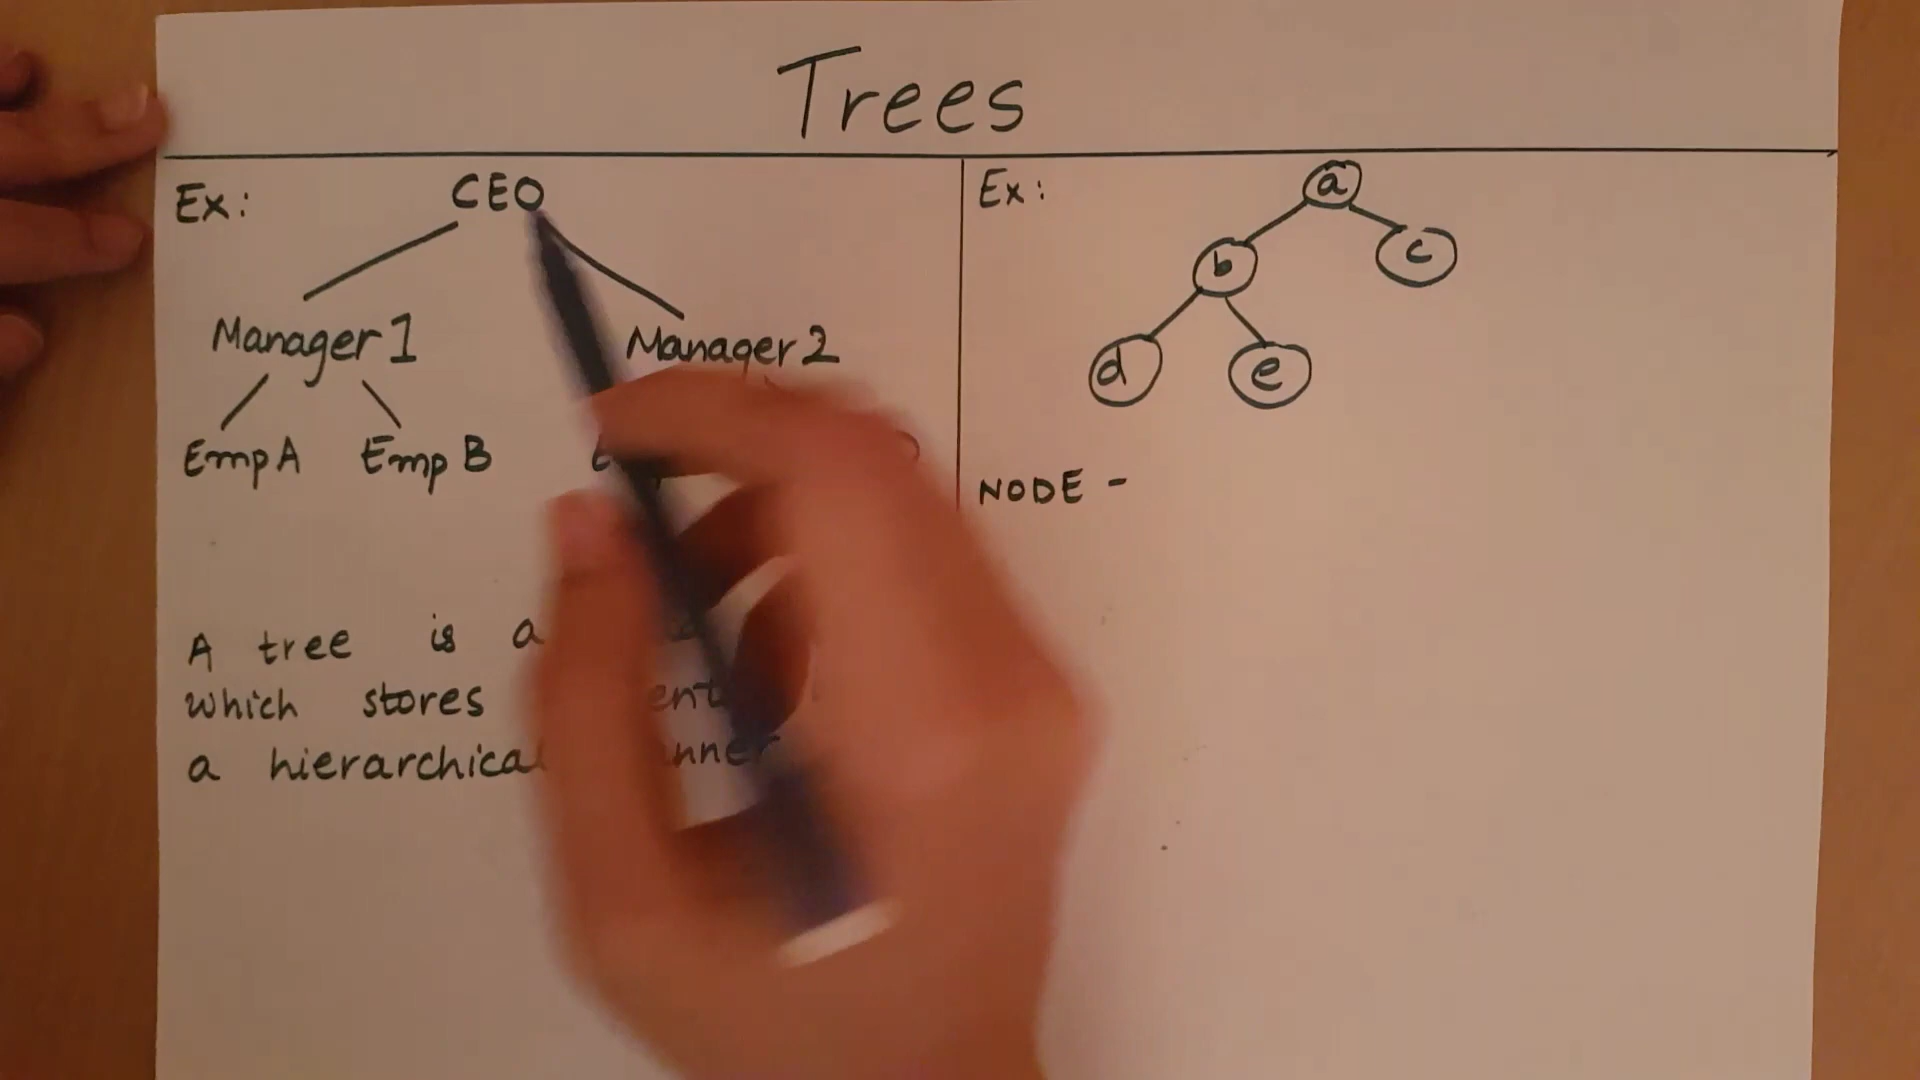 Trees
Ex:
CEO
Manager 1
Manager 2
Emp A
Emp B
A tree is a
which stores
a hierarchical
Ex:
a
b
c
d
e
NODE -